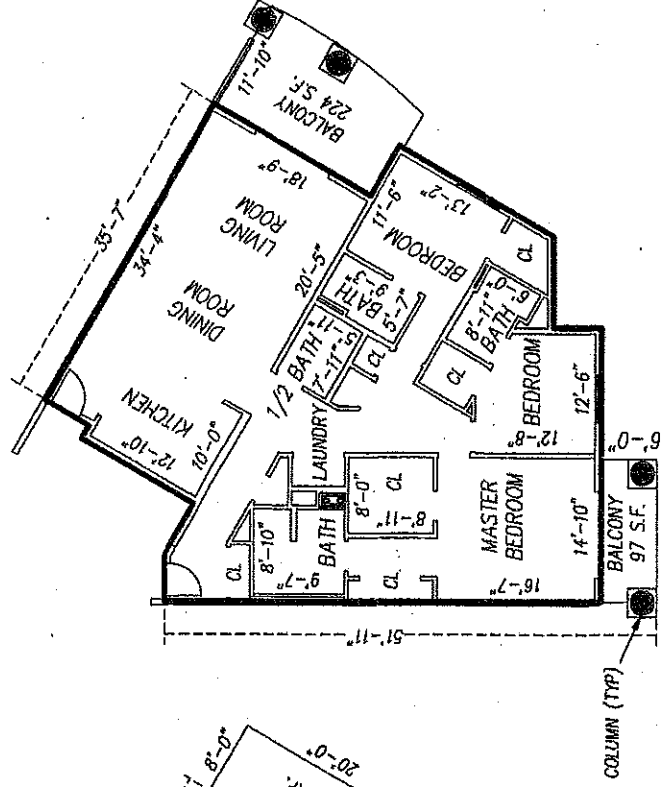 35'-7"
34'-4"
11'-10"
BALCONY
224 S.F.
18'-9"
LIVING
ROOM
DINING
ROOM
KITCHEN
12'-10"
10'-0"
20'-5"
11'-6"
13'-2"
BEDROOM
BATH
9'-3"
5'-7"
1/2 BATH
5'-11"
7'-11"
CL
LAUNDRY
CL
6'-0"
8'-11"
BATH
CL
CL
8'-10"
9'-7"
BATH
8'-0"
CL
8'-11"
CL
BEDROOM
12'-8"
12'-6"
MASTER
BEDROOM
16'-7"
14'-10"
BALCONY
97 S.F.
6'-0"
51'-11"
COLUMN (TYP)
8'-0"
20'-0"